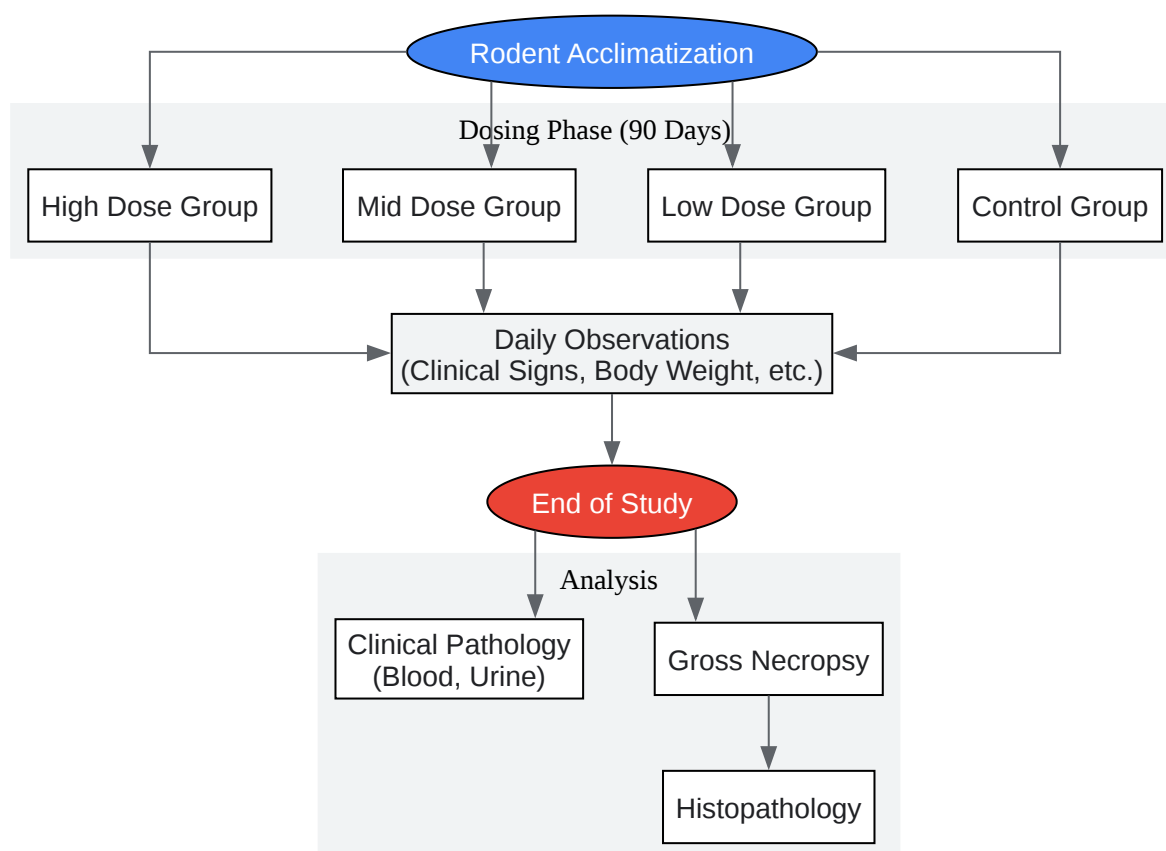 Rodent Acclimatization
Dosing Phase (90 Days)
High Dose Group
Mid Dose Group
Low Dose Group
Control Group
Daily Observations
(Clinical Signs, Body Weight, etc.)
End of Study
Analysis
Clinical Pathology
(Blood, Urine)
Gross Necropsy
Histopathology